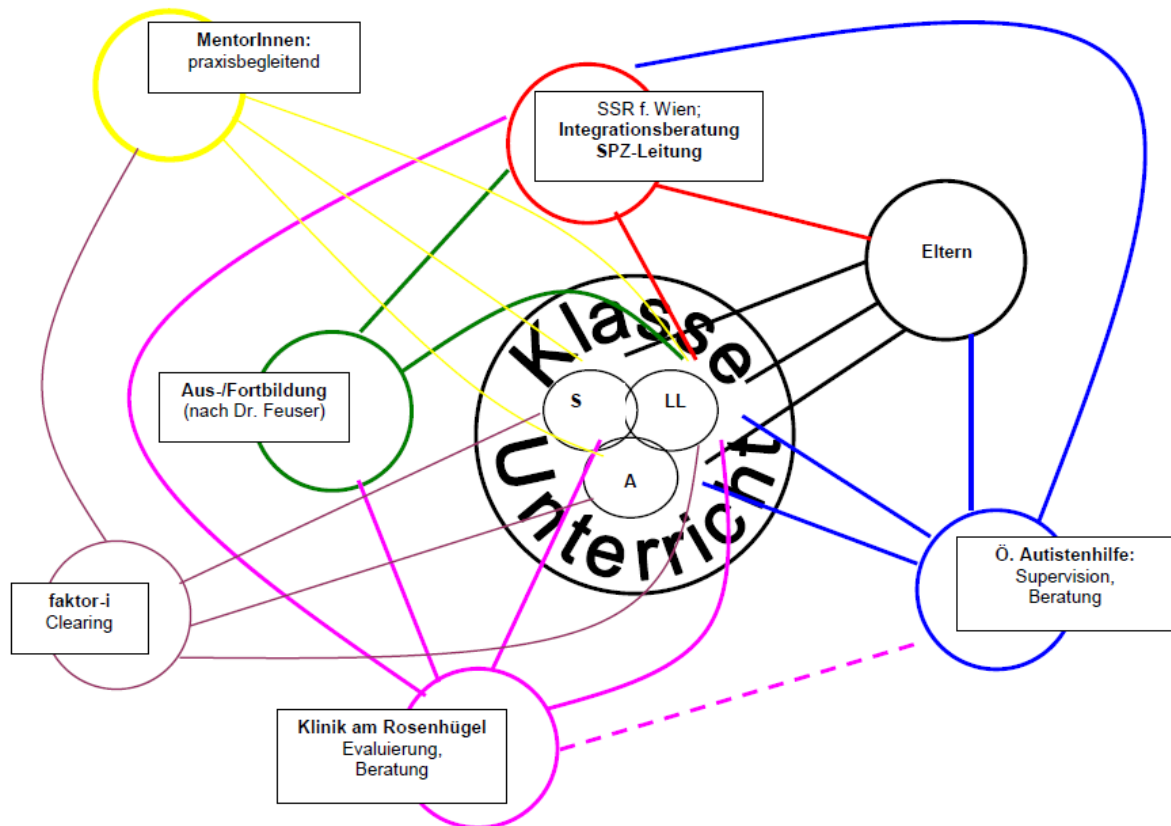 MentorInnen:
praxisbegleitend
SSR f. Wien;
Integrationsberatung
SPZ-Leitung
Eltern
Klasse
S
LL
A
Unterricht
Aus-/Fortbildung
(nach Dr. Feuser)
Ö. Autistenhilfe:
Supervision,
Beratung
faktor-i
Clearing
Klinik am Rosenhügel
Evaluierung,
Beratung